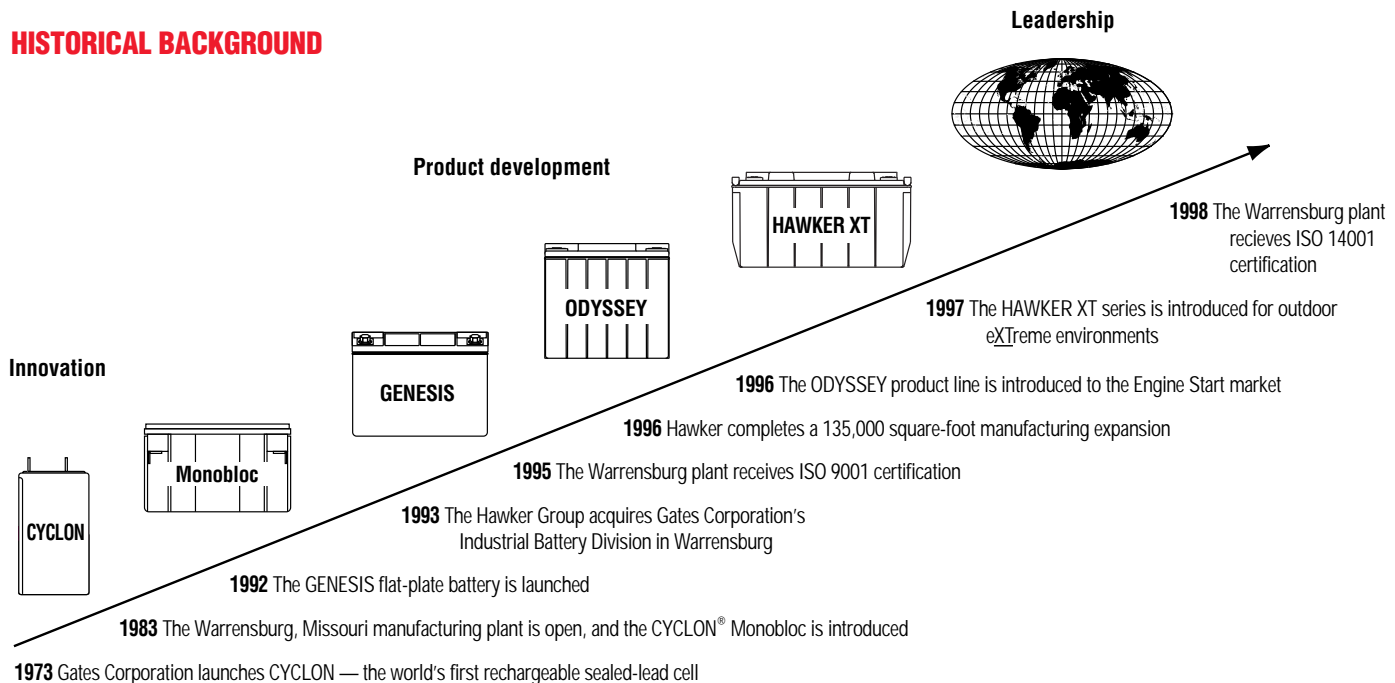 HISTORICAL BACKGROUND
Leadership
Product development
HAWKER XT
ODYSSEY
GENESIS
Innovation
Monobloc
CYCLON
1998 The Warrensburg plant
recieves ISO 14001
certification
1997 The HAWKER XT series is introduced for outdoor
eXTreme environments
1996 The ODYSSEY product line is introduced to the Engine Start market
1996 Hawker completes a 135,000 square-foot manufacturing expansion
1995 The Warrensburg plant receives ISO 9001 certification
1993 The Hawker Group acquires Gates Corporation's
Industrial Battery Division in Warrensburg
1992 The GENESIS flat-plate battery is launched
1983 The Warrensburg, Missouri manufacturing plant is open, and the CYCLON® Monobloc is introduced
1973 Gates Corporation launches CYCLON — the world's first rechargeable sealed-lead cell